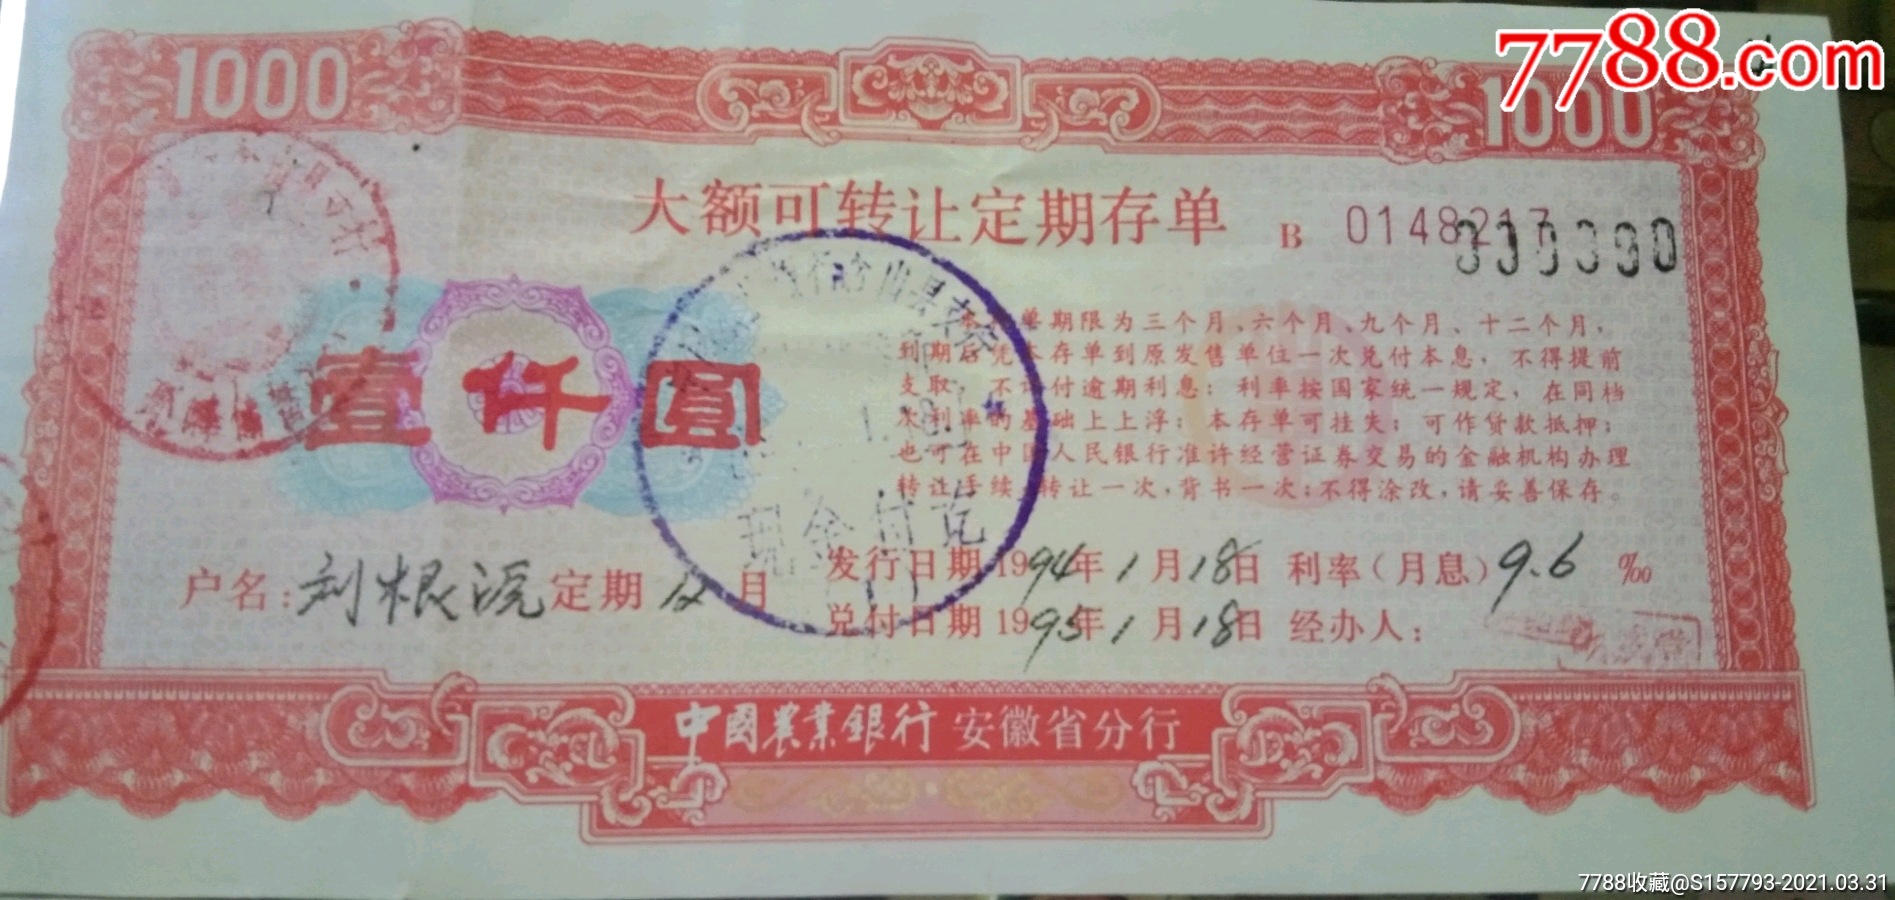 7788.com
1000
1000
大额可转让定期存单 B 0148217
本存单期限为三个月、六个月、九个月、十二个月，
到期后凭本存单到原发售单位一次兑付本息，不得提前
支取，不计付逾期利息；利率按国家统一规定，在同档
次利率的基础上上浮；本存单可挂失；可作贷款抵押；
也可在中国人民银行准许经营证券交易的金融机构办理
转让手续，转让一次，背书一次；不得涂改，请妥善保存。
壹仟圆
含山县支行
现金付讫
户名：刘根 定期 12 月
发行日期1994年1月18日 利率（月息）9.6 ‰
兑付日期1995年1月18日 经办人：
中國农业銀行 安徽省分行
7788收藏@S157793-2021.03.31